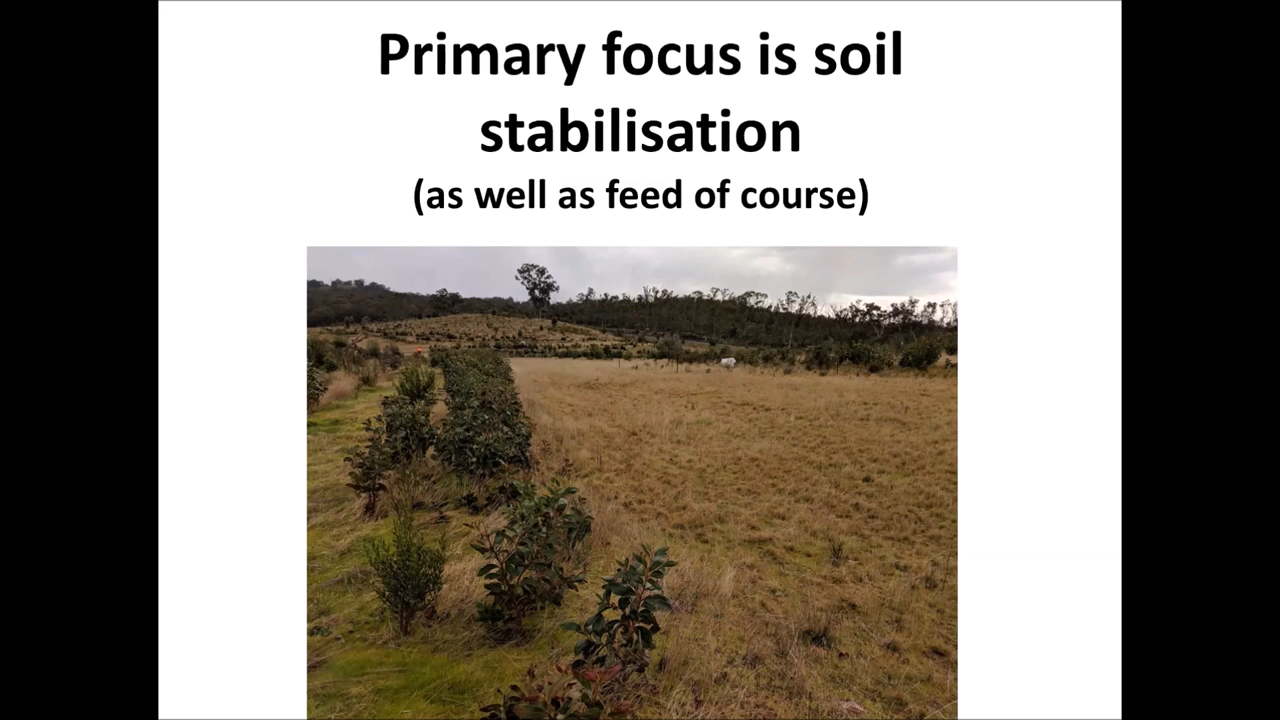 Primary focus is soil
stabilisation
(as well as feed of course)